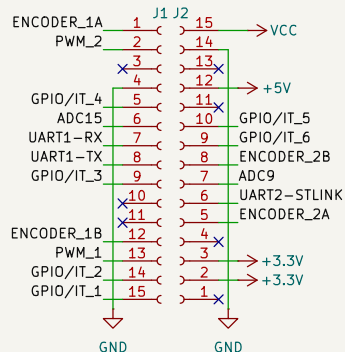 J1 J2
ENCODER_1A 1 15 VCC
PWM_2 2 14
3 13
4 12 +5V
GPIO/IT_4 5 11
ADC15 6 10 GPIO/IT_5
UART1-RX 7 9 GPIO/IT_6
UART1-TX 8 8 ENCODER_2B
GPIO/IT_3 9 7 ADC9
10 6 UART2-STLINK
11 5 ENCODER_2A
ENCODER_1B 12 4
PWM_1 13 3 +3.3V
GPIO/IT_2 14 2 +3.3V
GPIO/IT_1 15 1
GND GND